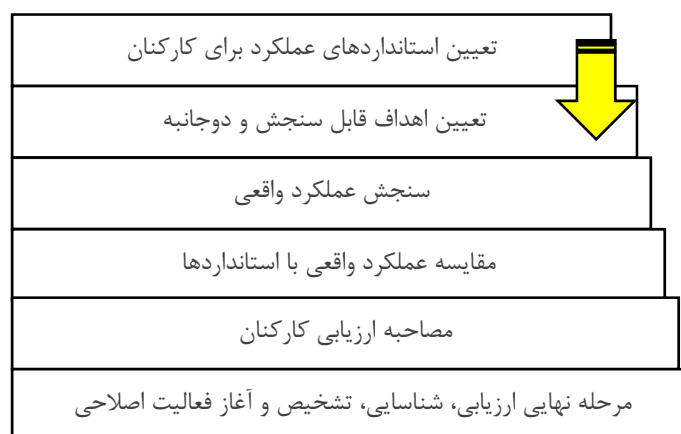 تعیین استانداردهای عملکرد برای کارکنان
تعیین اهداف قابل سنجش و دوجانبه
سنجش عملکرد واقعی
مقایسه عملکرد واقعی با استانداردها
مصاحبه ارزیابی کارکنان
مرحله نهایی ارزیابی، شناسایی، تشخیص و آغاز فعالیت اصلاحی